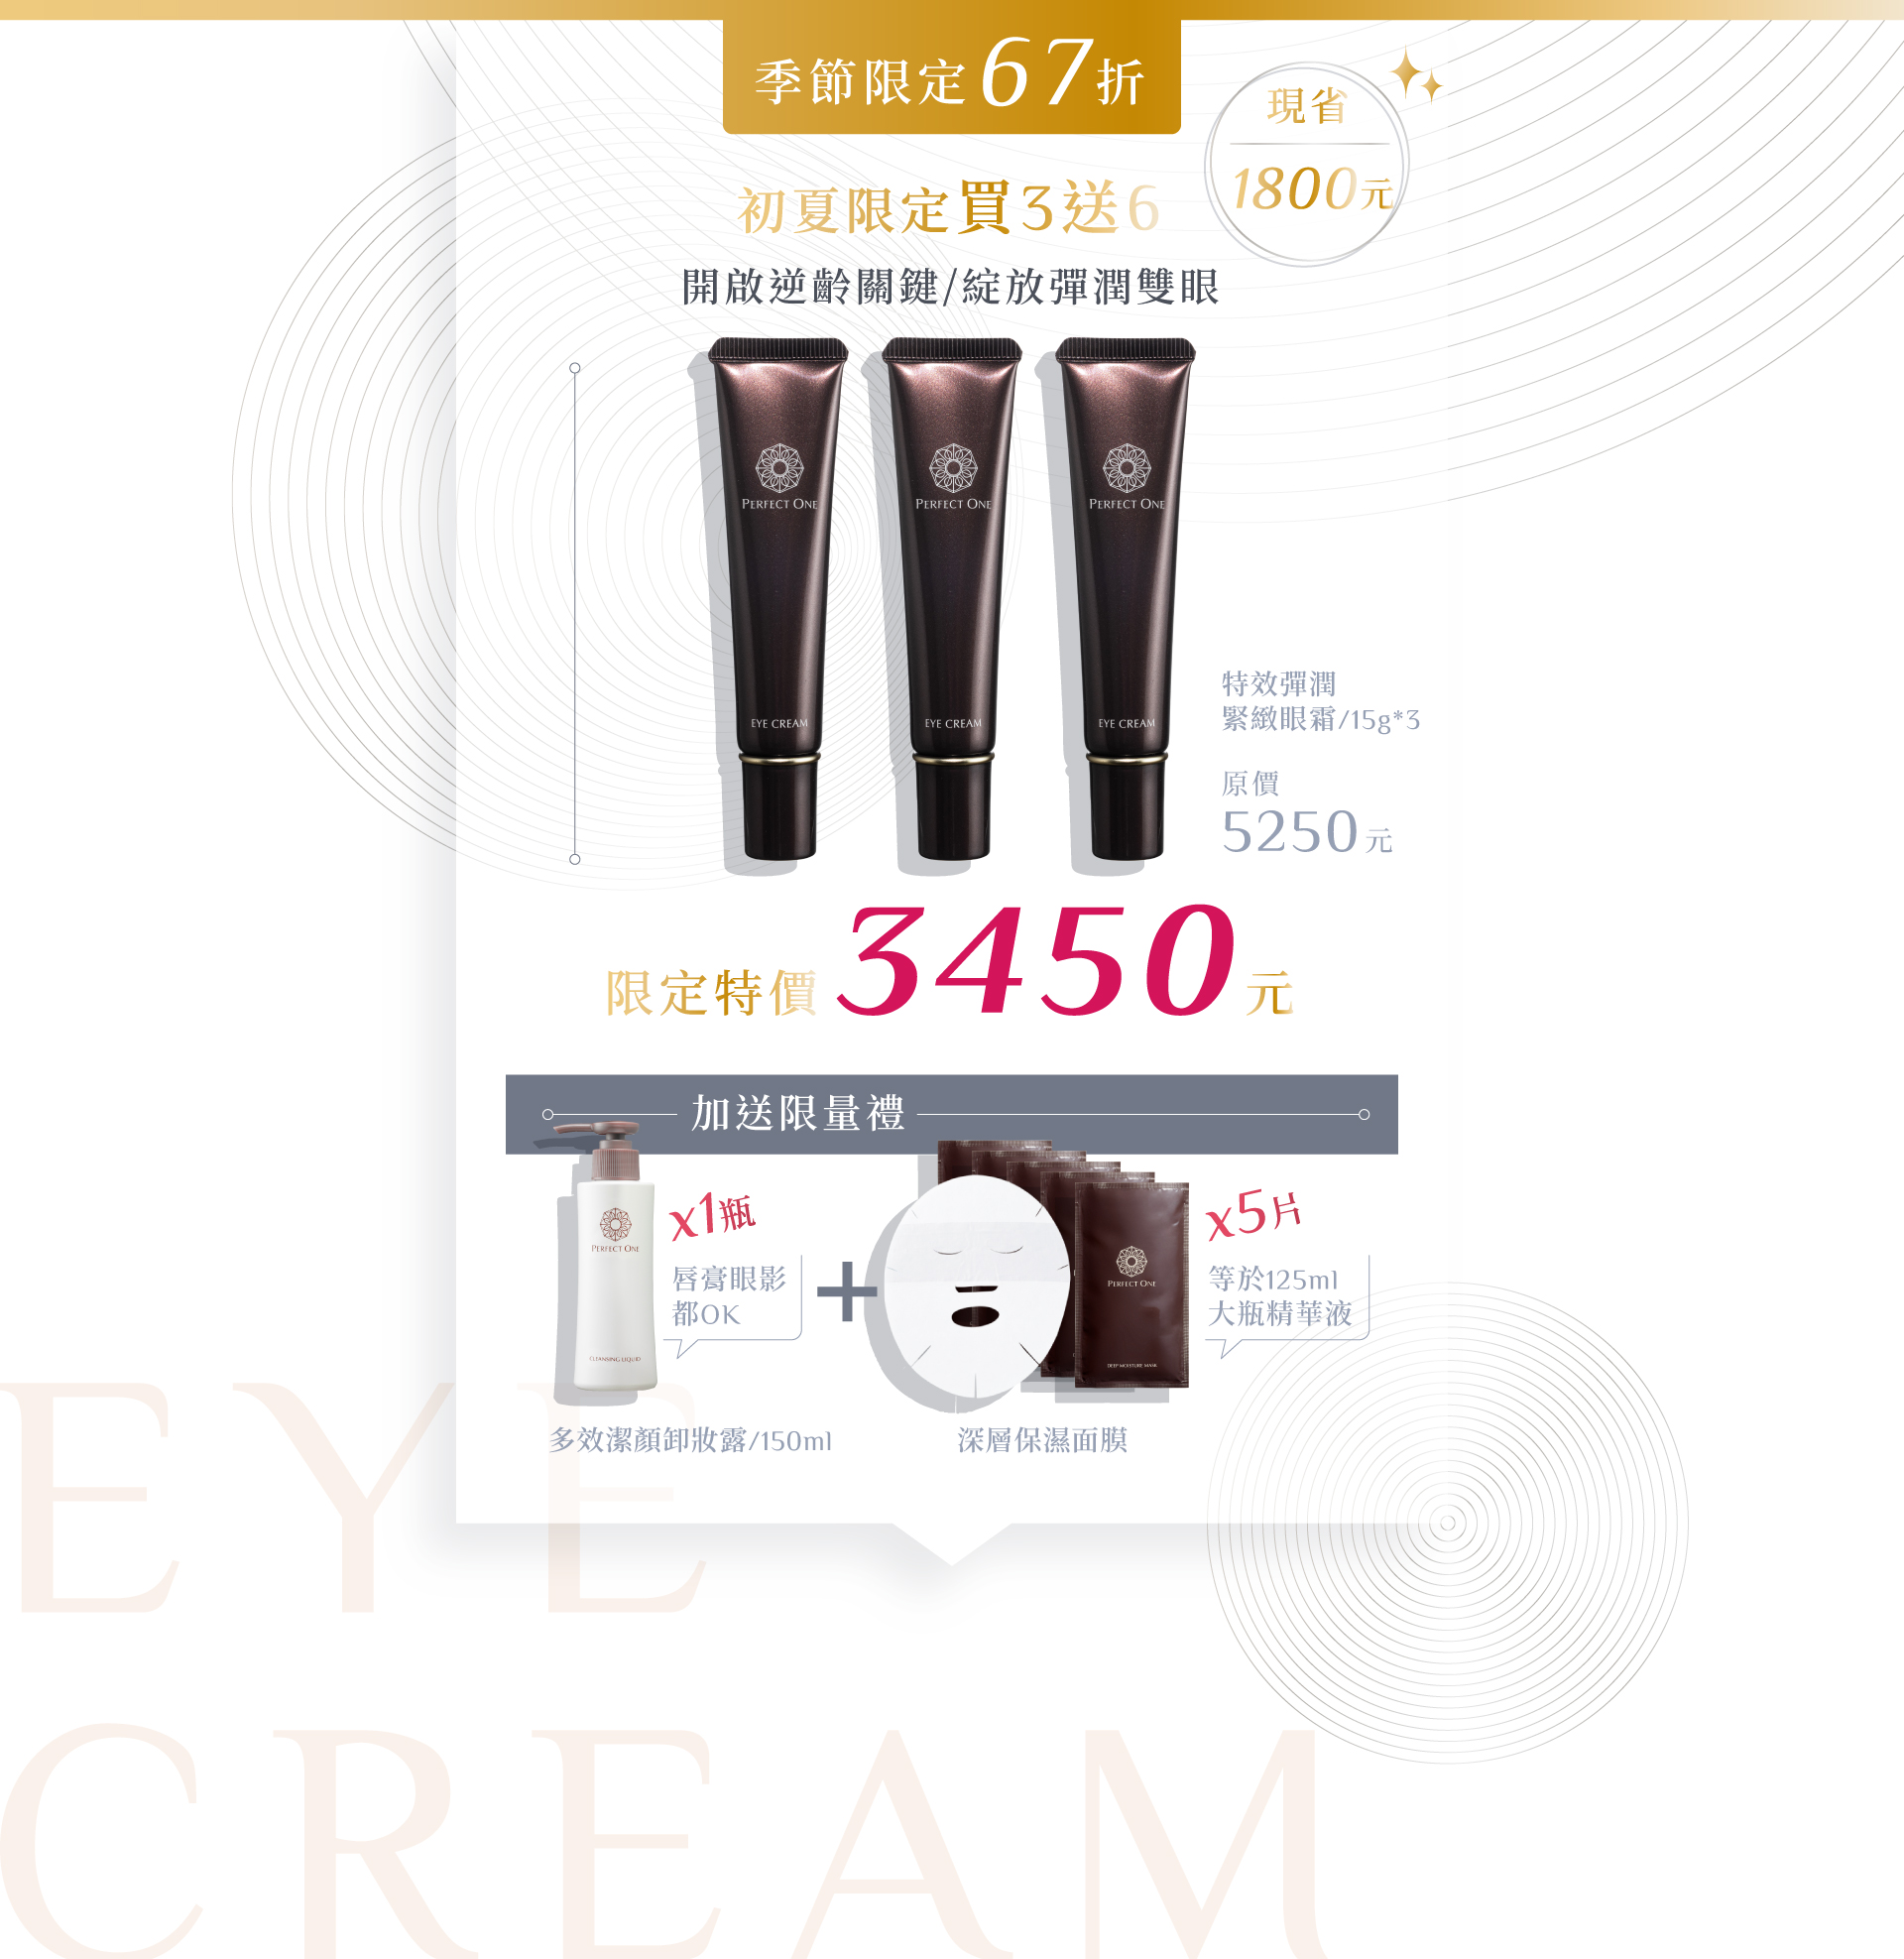 季節限定67折
現省
1800元
初夏限定買3送6
開啟逆齡關鍵/綻放彈潤雙眼
PERFECT ONE
PERFECT ONE
PERFECT ONE
EYE CREAM
EYE CREAM
EYE CREAM
特效彈潤
緊緻眼霜/15g*3
原價
5250元
限定特價3450元
加送限量禮
x1瓶
PERFECT ONE
唇膏眼影
都OK
CLEANSING LIQUID
+
x5片
PERFECT ONE
等於125ml
大瓶精華液
DEEP MOISTURE MASK
多效潔顏卸妝露/150ml
深層保濕面膜
EYE
CREAM